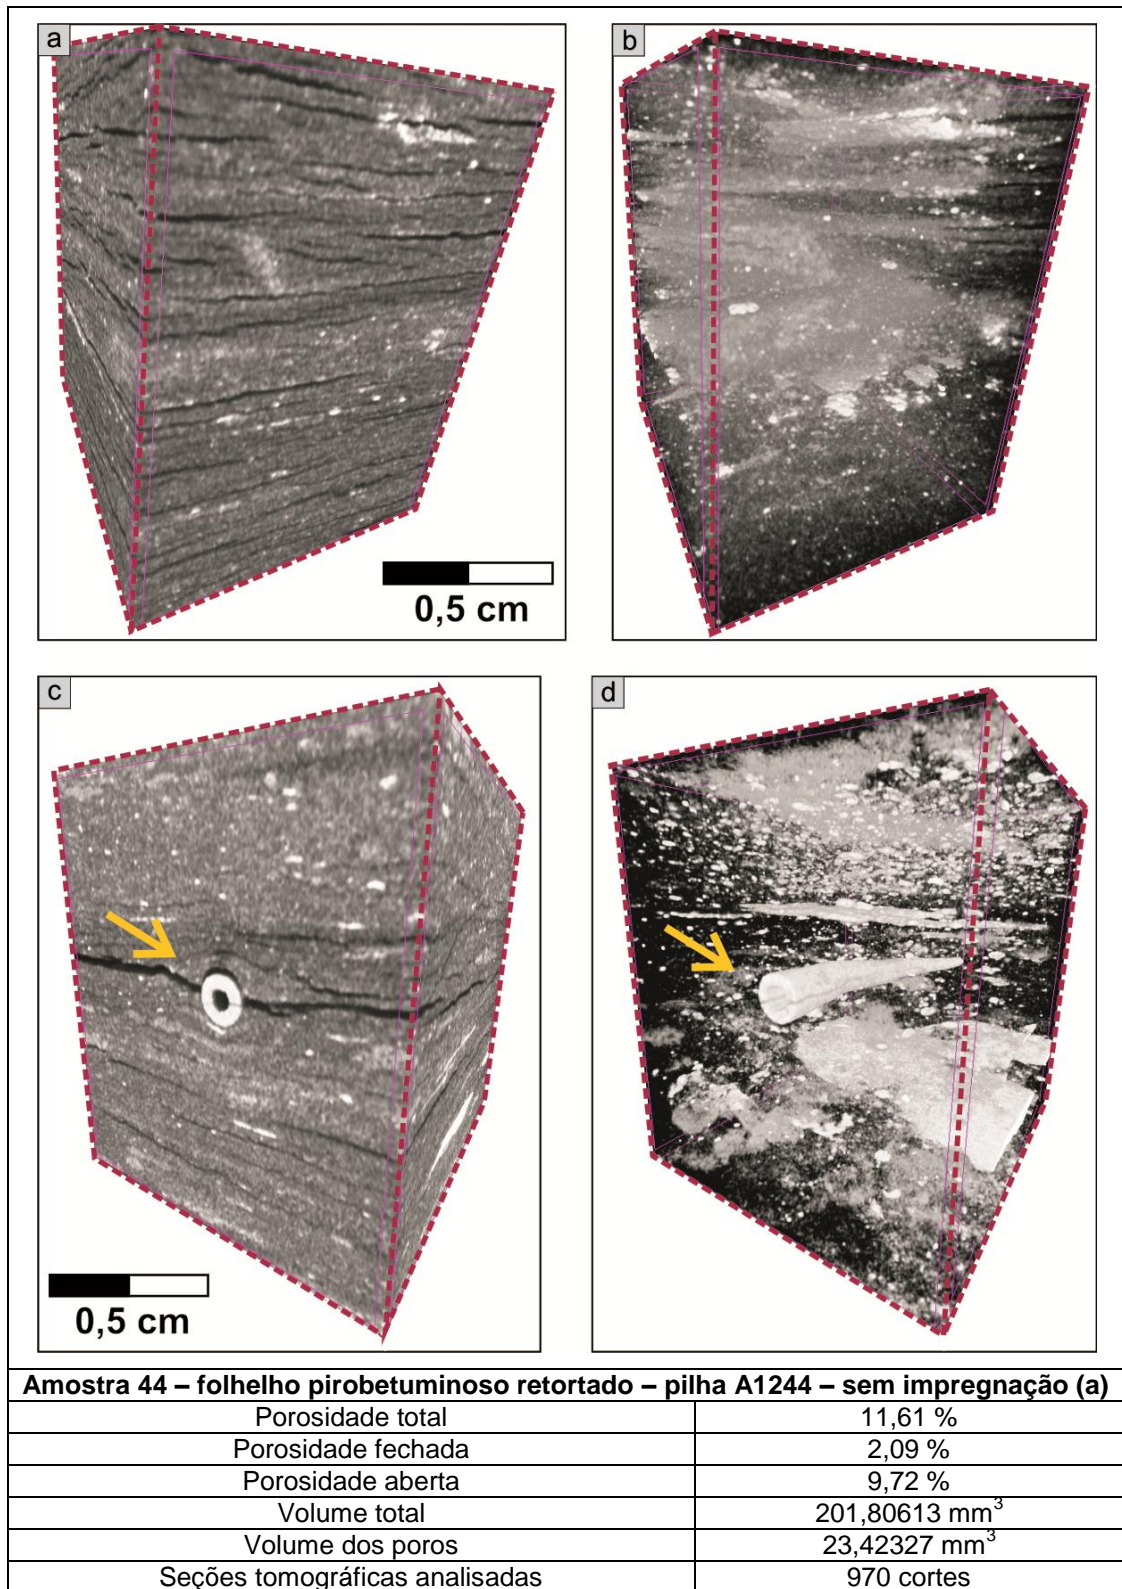 a
b
0,5 cm
c
d
0,5 cm
Amostra 44 – folhelho pirobetuminoso retortado – pilha A1244 – sem impregnação (a)
Porosidade total 11,61 %
Porosidade fechada 2,09 %
Porosidade aberta 9,72 %
Volume total 201,80613 mm³
Volume dos poros 23,42327 mm³
Seções tomográficas analisadas 970 cortes